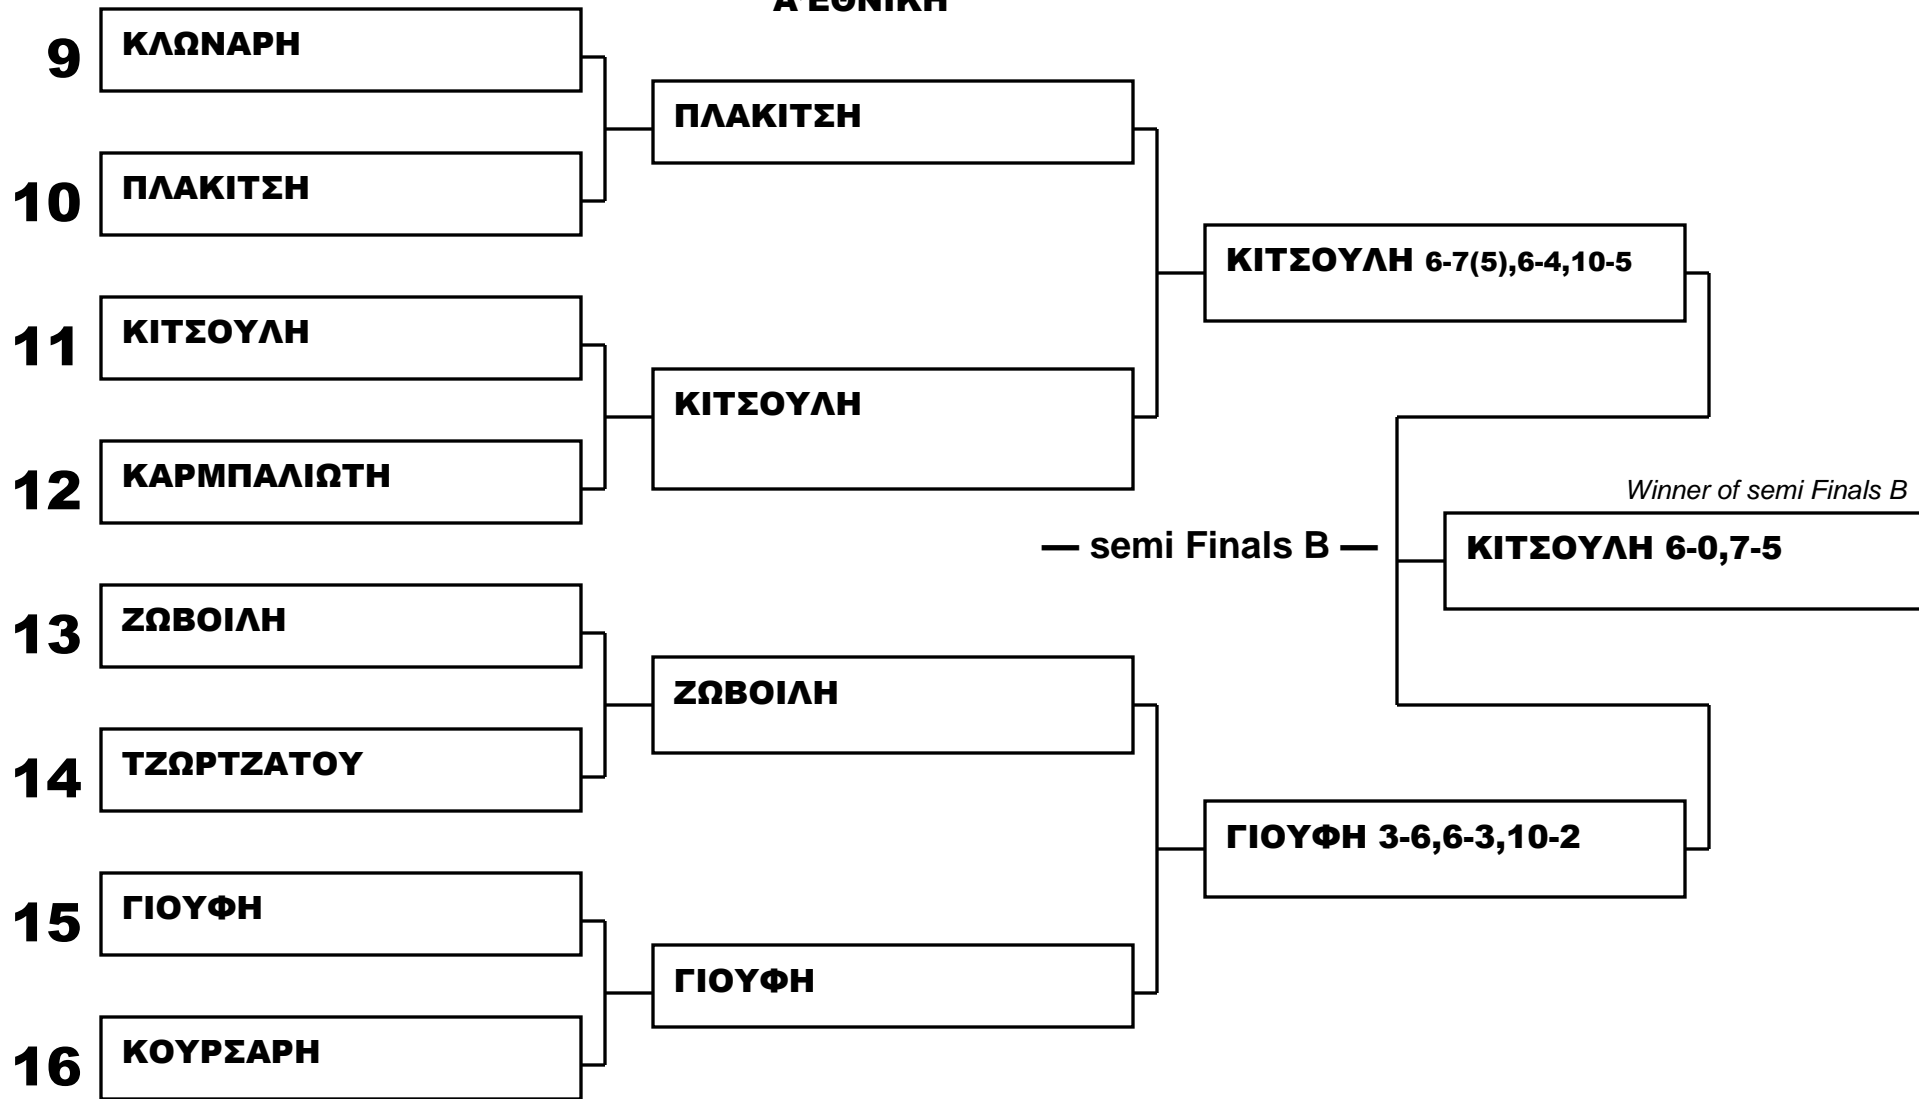 Α'ΕΘΝΙΚΗ
9 ΚΛΩΝΑΡΗ
ΠΛΑΚΙΤΣΗ
10 ΠΛΑΚΙΤΣΗ
ΚΙΤΣΟΥΛΗ 6-7(5),6-4,10-5
11 ΚΙΤΣΟΥΛΗ
ΚΙΤΣΟΥΛΗ
12 ΚΑΡΜΠΑΛΙΩΤΗ
Winner of semi Finals B
— semi Finals B —
ΚΙΤΣΟΥΛΗ 6-0,7-5
13 ΖΩΒΟΙΛΗ
ΖΩΒΟΙΛΗ
14 ΤΖΩΡΤΖΑΤΟΥ
ΓΙΟΥΦΗ 3-6,6-3,10-2
15 ΓΙΟΥΦΗ
ΓΙΟΥΦΗ
16 ΚΟΥΡΣΑΡΗ